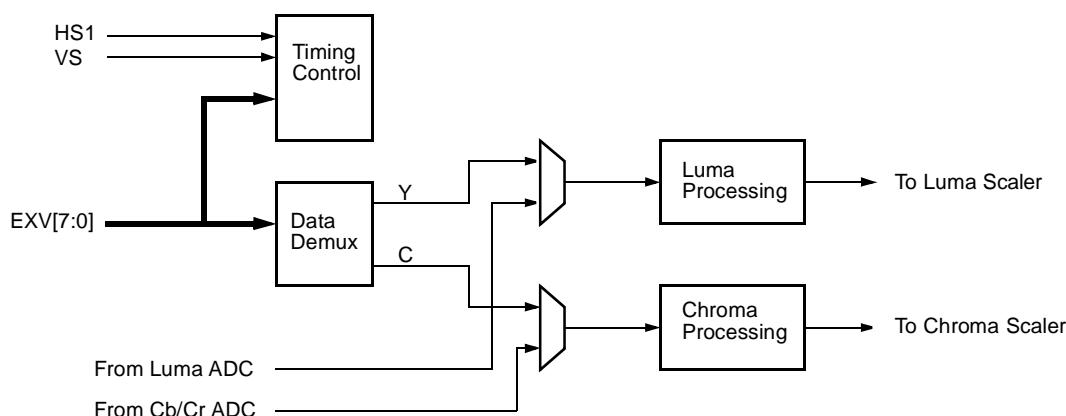 HS1
VS
Timing
Control
Luma
Processing
To Luma Scaler
Y
EXV[7:0]
Data
Demux
C
Chroma
Processing
To Chroma Scaler
From Luma ADC
From Cb/Cr ADC